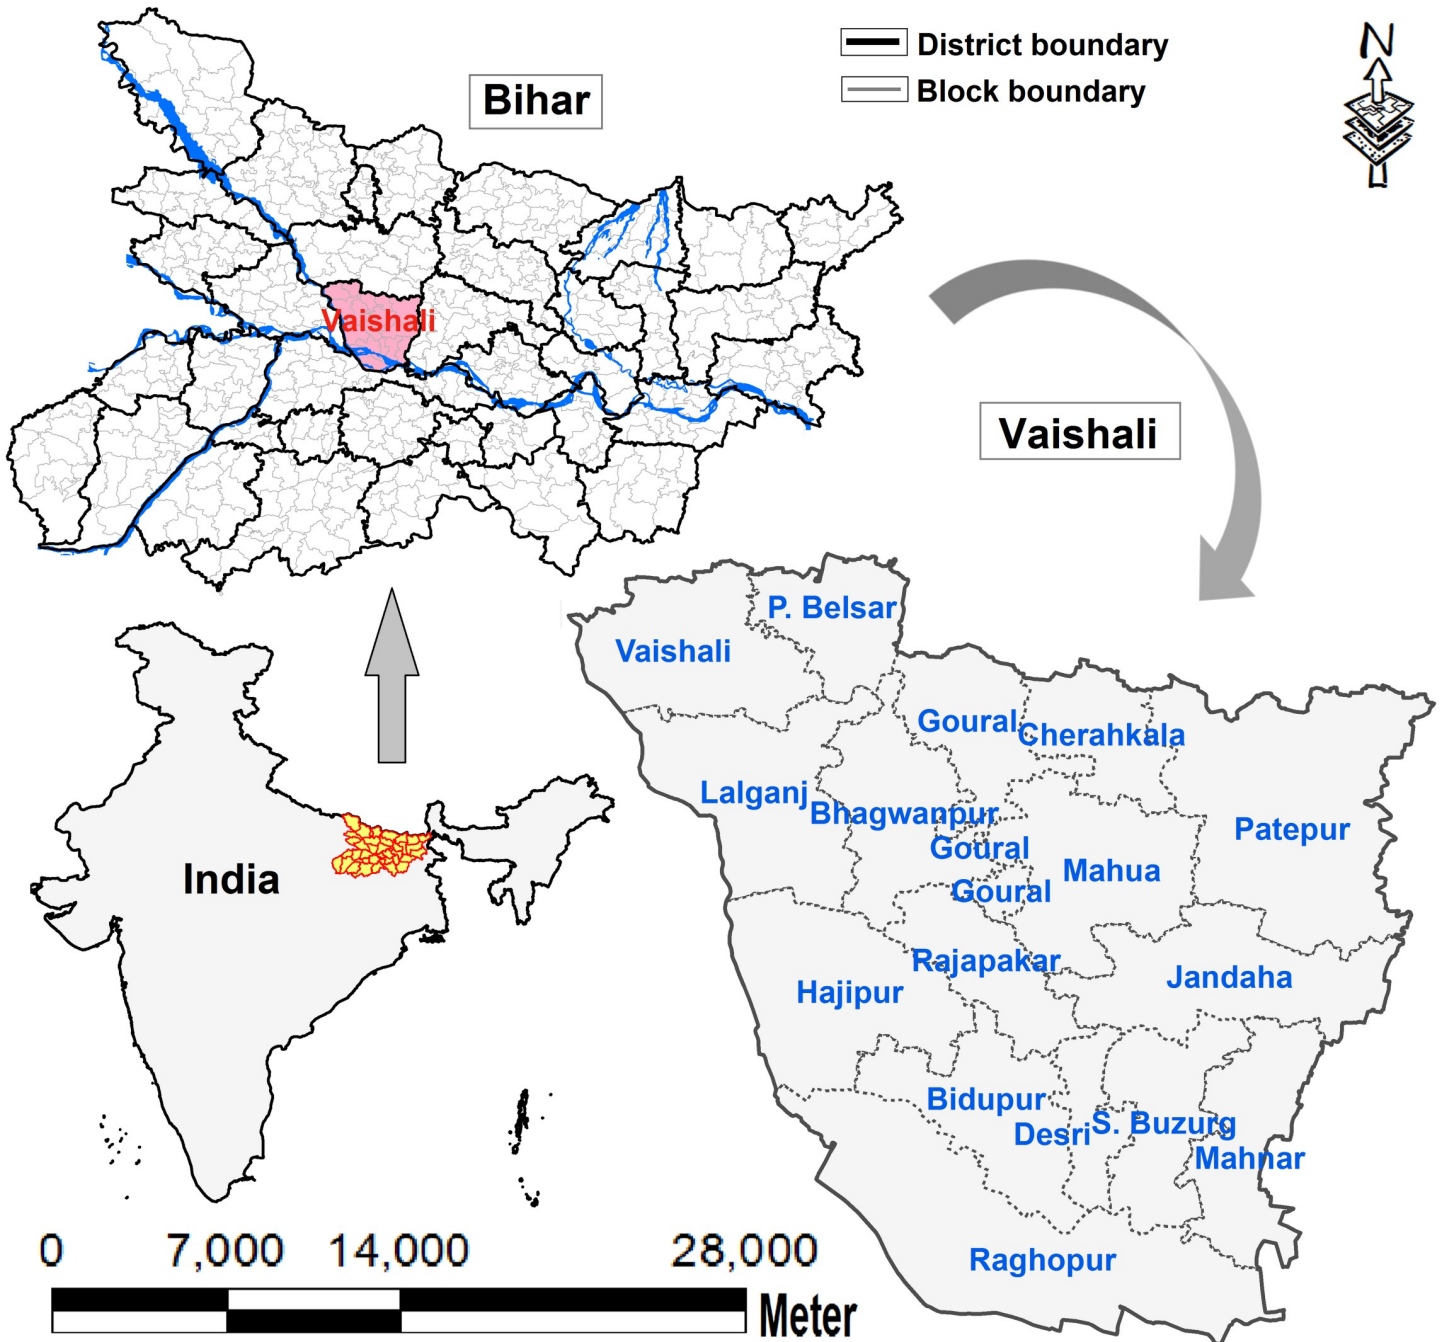 Bihar
District boundary
Block boundary
N
Vaishali
Vaishali
India
P. Belsar
Vaishali
Goural
Cherahkala
Lalganj
Bhagwanpur
Patepur
Goural
Mahua
Goural
Rajapakar
Jandaha
Hajipur
Bidupur
Desri
S. Buzurg
Mahnar
Raghopur
0 7,000 14,000 28,000
Meter